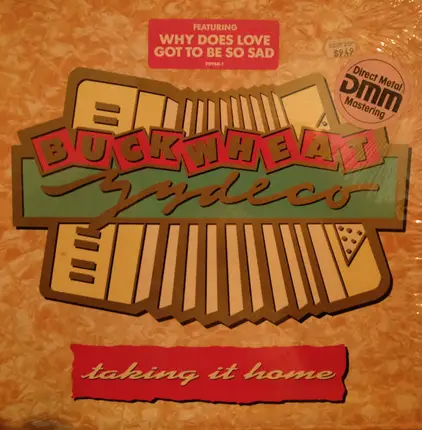 FEATURING
WHY DOES LOVE
GOT TO BE SO SAD
Direct Metal
DMM
Mastering
BUCKWHEAT
zydeco
taking it home